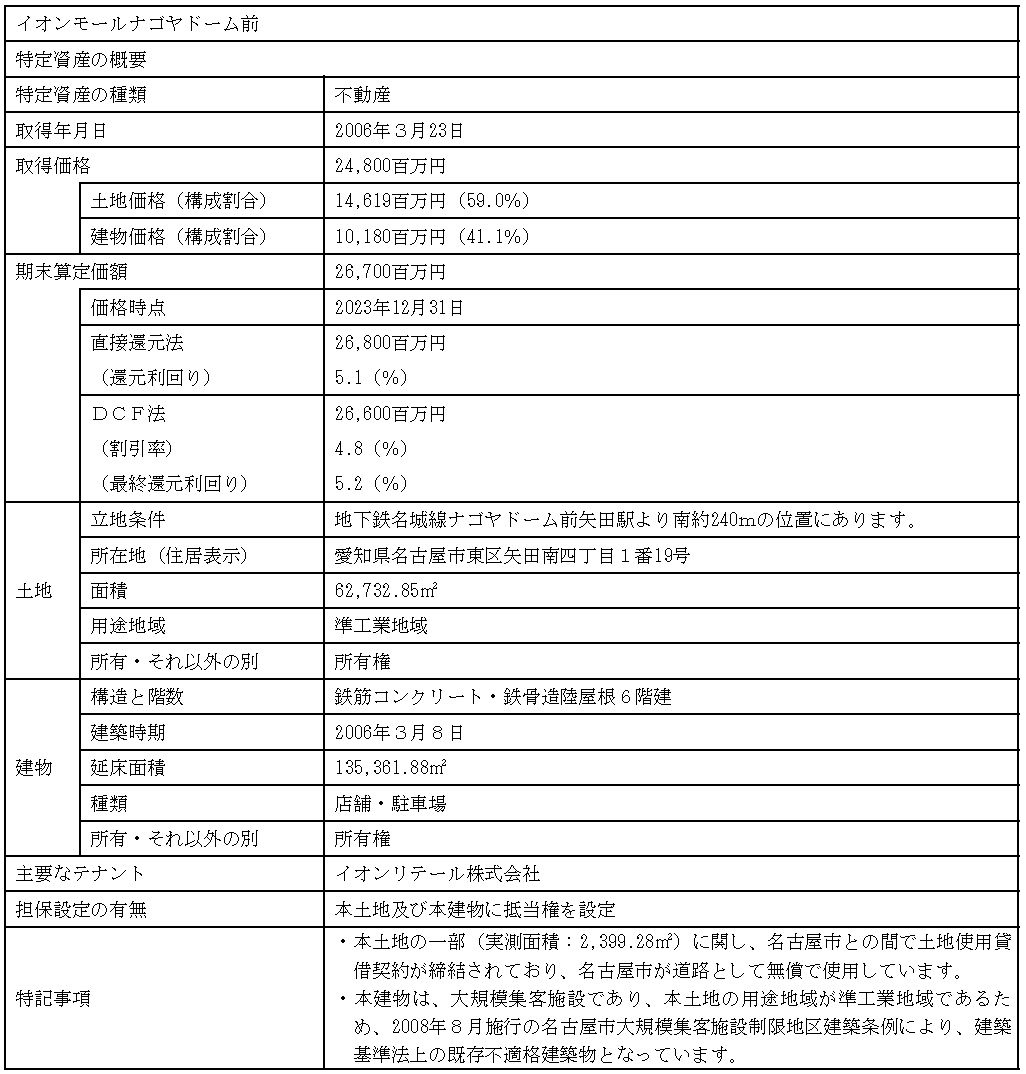 イオンモールナゴヤドーム前
特定資産の概要
特定資産の種類 不動産
取得年月日 2006年３月23日
取得価格 24,800百万円
土地価格（構成割合） 14,619百万円（59.0%）
建物価格（構成割合） 10,180百万円（41.1%）
期末算定価額 26,700百万円
価格時点 2023年12月31日
直接還元法 26,800百万円
（還元利回り） 5.1（%）
ＤＣＦ法 26,600百万円
（割引率） 4.8（%）
（最終還元利回り） 5.2（%）
土地
立地条件 地下鉄名城線ナゴヤドーム前矢田駅より南約240ｍの位置にあります。
所在地（住居表示） 愛知県名古屋市東区矢田南四丁目１番19号
面積 62,732.85㎡
用途地域 準工業地域
所有・それ以外の別 所有権
建物
構造と階数 鉄筋コンクリート・鉄骨造陸屋根６階建
建築時期 2006年３月８日
延床面積 135,361.88㎡
種類 店舗・駐車場
所有・それ以外の別 所有権
主要なテナント イオンリテール株式会社
担保設定の有無 本土地及び本建物に抵当権を設定
特記事項
・本土地の一部（実測面積：2,399.28㎡）に関し、名古屋市との間で土地使用貸
借契約が締結されており、名古屋市が道路として無償で使用しています。
・本建物は、大規模集客施設であり、本土地の用途地域が準工業地域であるた
め、2008年８月施行の名古屋市大規模集客施設制限地区建築条例により、建築
基準法上の既存不適格建築物となっています。